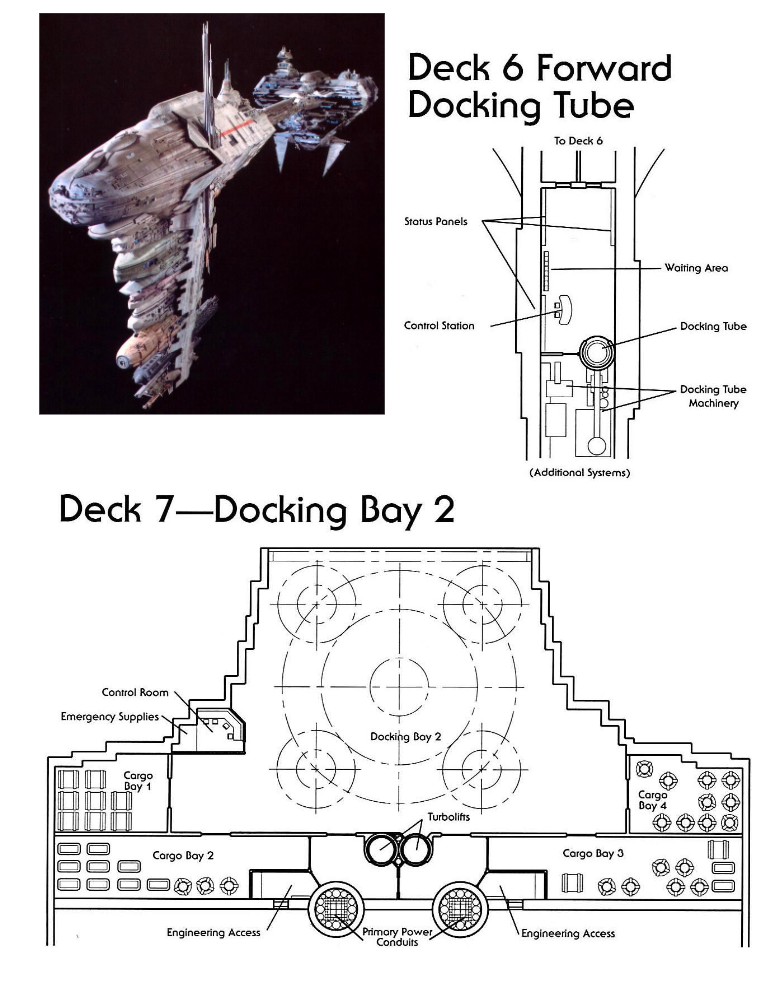 Deck 6 Forward
Docking Tube
To Deck 6
Status Panels
Waiting Area
Control Station
Docking Tube
Docking Tube
Machinery
(Additional Systems)
Deck 7—Docking Bay 2
Control Room
Emergency Supplies
Docking Bay 2
Cargo
Bay 1
Cargo
Bay 4
Turbolifts
Cargo Bay 2
Cargo Bay 3
Engineering Access
Primary Power
Conduits
Engineering Access